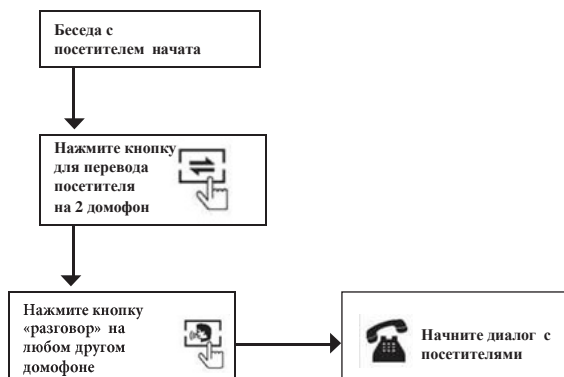 Беседа с
посетителем начата
Нажмите кнопку
для перевода
посетителя
на 2 домофон
Нажмите кнопку
«разговор» на
любом другом
домофоне
Начните диалог с
посетителями